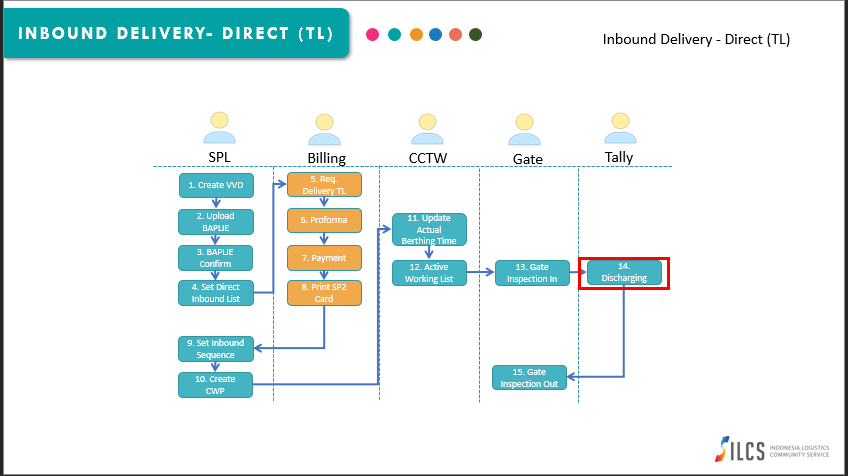 INBOUND DELIVERY- DIRECT (TL)
Inbound Delivery - Direct (TL)
SPL
Billing
CCTW
Gate
Tally
1. Create VVD
2. Upload
BAPLIE
3. BAPLIE
Confirm
4. Set Direct
Inbound List
5. Req.
Delivery TL
6. Proforma
7. Payment
8. Print SP2
Card
9. Set Inbound
Sequence
10. Create
CWP
11. Update
Actual
Berthing Time
12. Active
Working List
13. Gate
Inspection In
14.
Discharging
15. Gate
Inspection Out
ILCS
INDONESIA LOGISTICS
COMMUNITY SERVICE